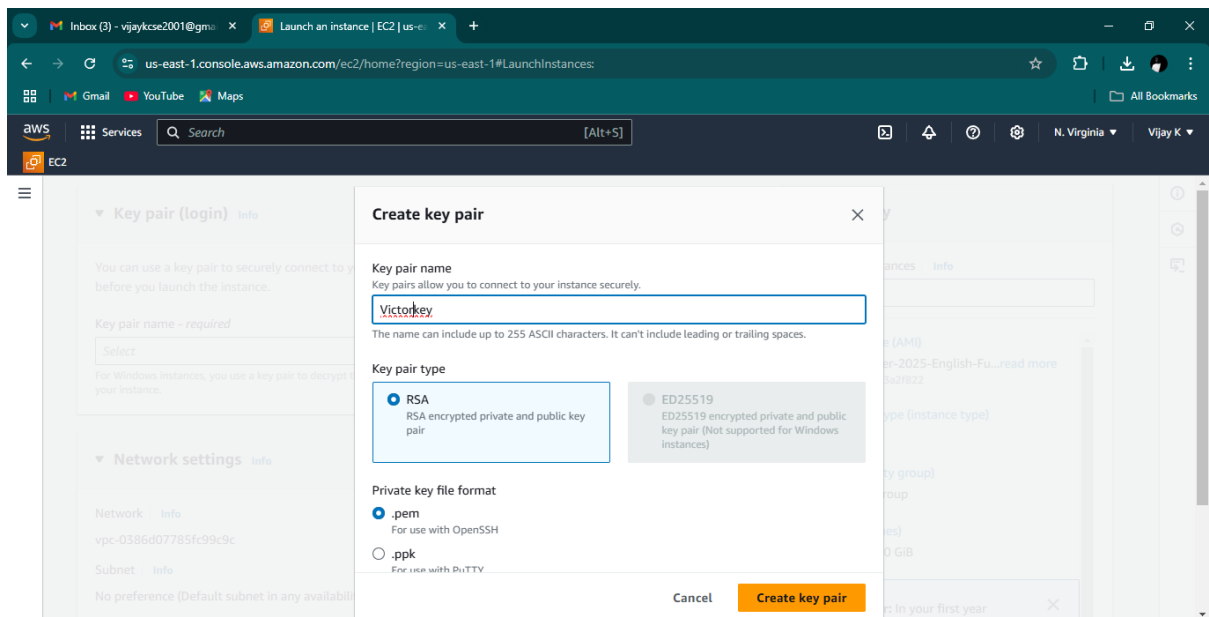 Inbox (3) - vijaykcse2001@gma
Launch an instance | EC2 | us-ea
us-east-1.console.aws.amazon.com/ec2/home?region=us-east-1#LaunchInstances:
Gmail YouTube Maps All Bookmarks
aws Services Search [Alt+S] N. Virginia Vijay K
EC2
Key pair (login) Info
You can use a key pair to securely connect to y
before you launch the instance.
Key pair name - required
Select
For Windows instances, you use a key pair to decrypt t
your instance.
Network settings Info
Network Info
vpc-0386d07785fc99c9c
Subnet Info
No preference (Default subnet in any availabili
Create key pair
Key pair name
Key pairs allow you to connect to your instance securely.
Victorkey
The name can include up to 255 ASCII characters. It can't include leading or trailing spaces.
Key pair type
RSA
RSA encrypted private and public key
pair
ED25519
ED25519 encrypted private and public
key pair (Not supported for Windows
instances)
Private key file format
.pem
For use with OpenSSH
.ppk
For use with PuTTY
Cancel Create key pair
y
ances Info
e (AMI)
er-2025-English-Fu...read more
ype (instance type)
ty group)
roup
es)
0 GiB
r: In your first year